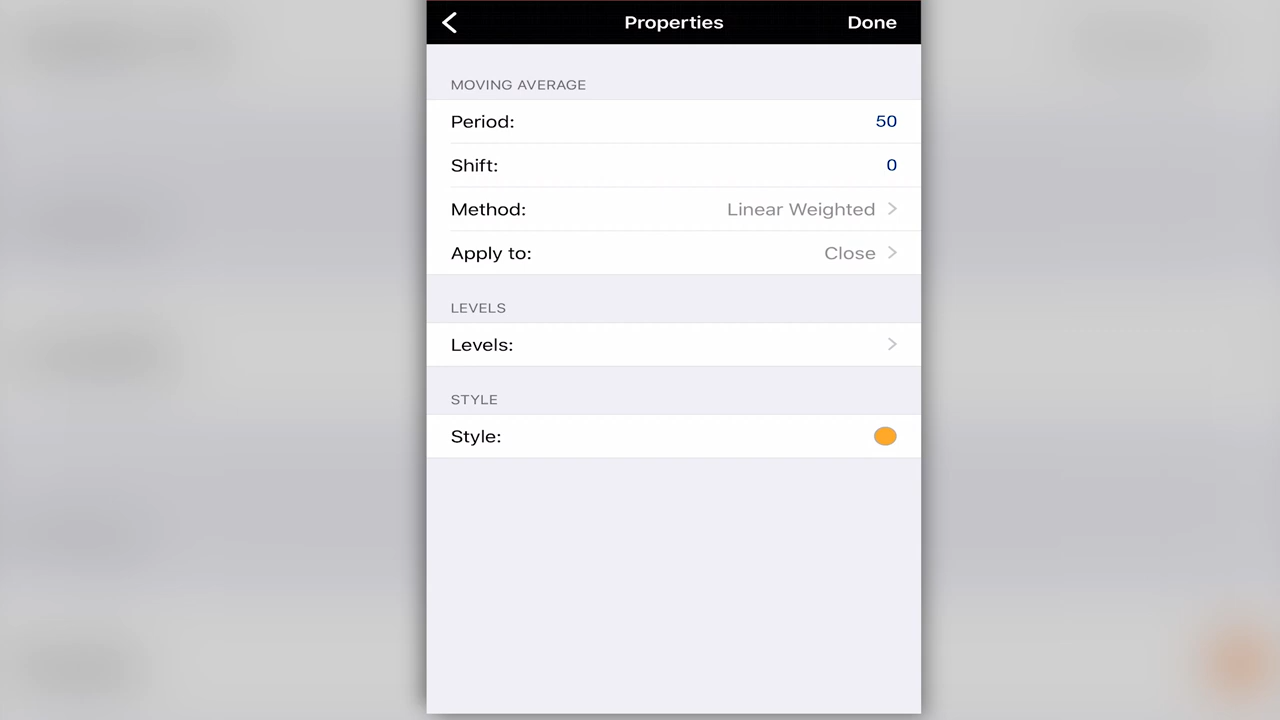 Properties Done
MOVING AVERAGE
Period: 50
Shift: 0
Method: Linear Weighted
Apply to: Close
LEVELS
Levels:
STYLE
Style: